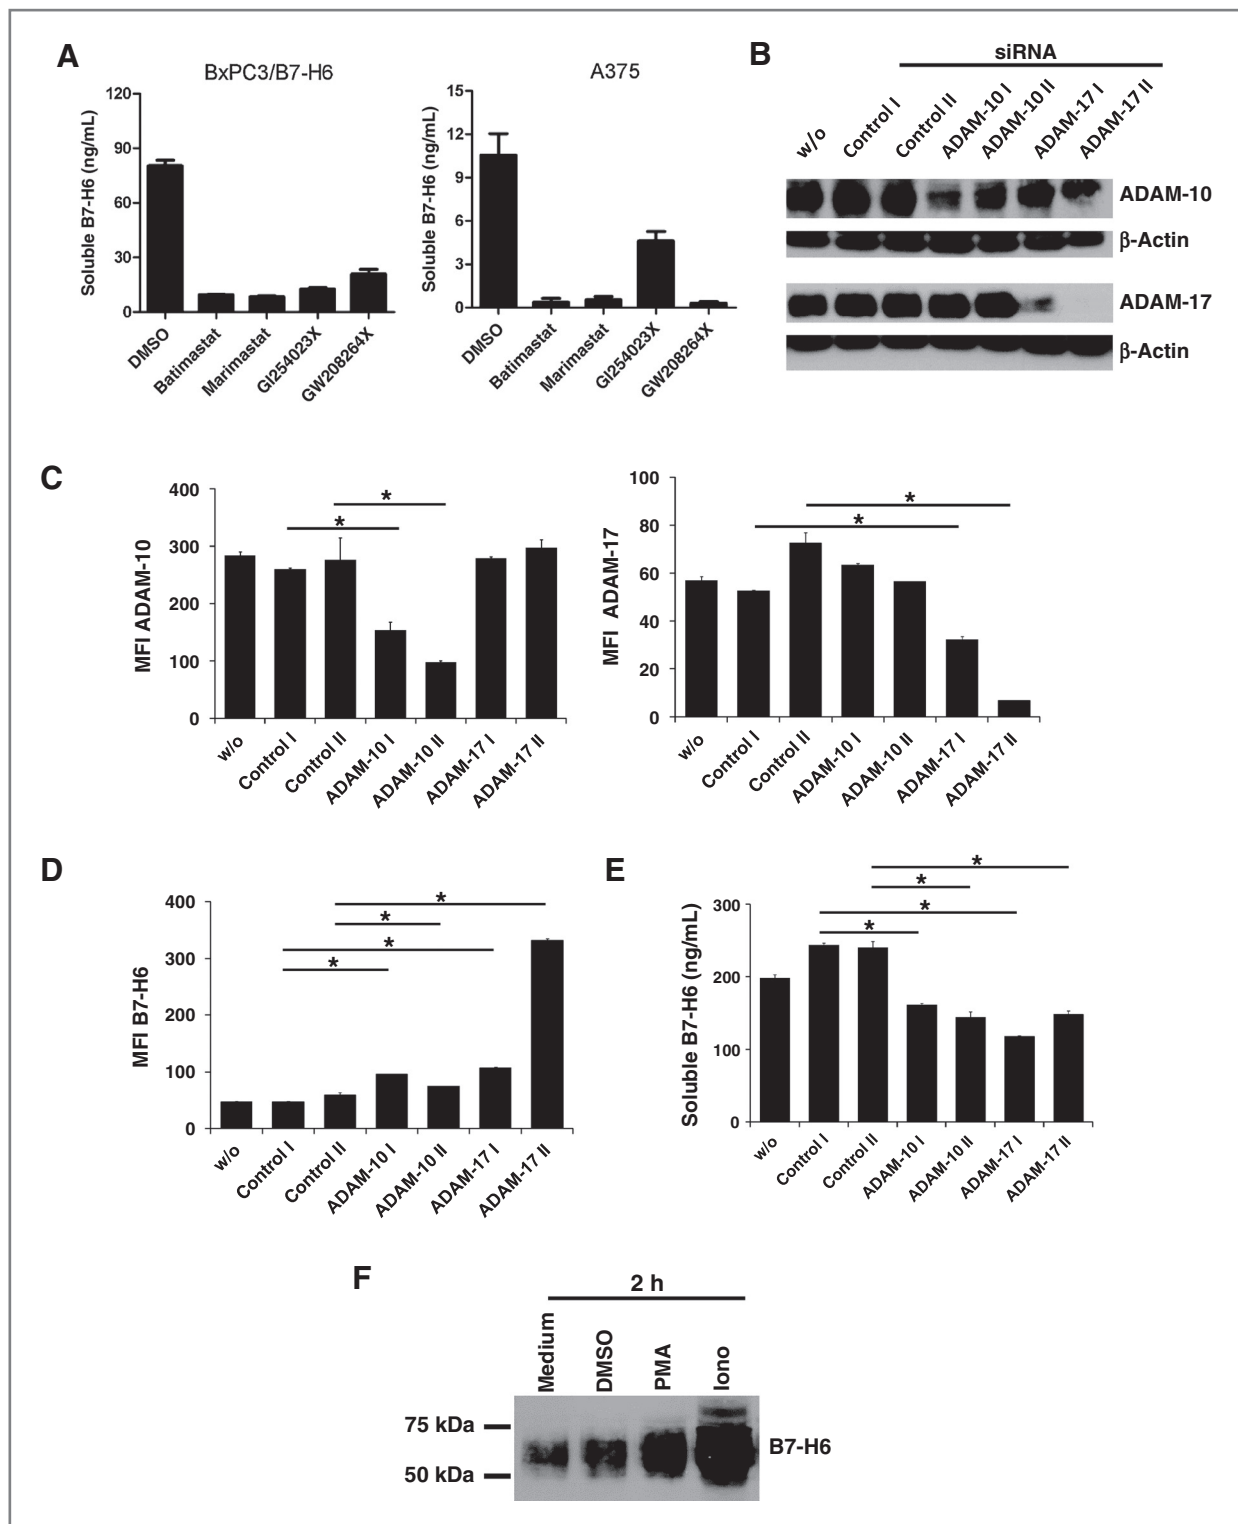 A
BxPC3/B7-H6
Soluble B7-H6 (ng/mL)
120
90
60
30
0
DMSO
Batimastat
Marimastat
GI254023X
GW208264X
A375
Soluble B7-H6 (ng/mL)
15
12
9
6
3
0
DMSO
Batimastat
Marimastat
GI254023X
GW208264X
B
siRNA
w/o
Control I
Control II
ADAM-10 I
ADAM-10 II
ADAM-17 I
ADAM-17 II
ADAM-10
β-Actin
ADAM-17
β-Actin
C
MFI ADAM-10
400
300
200
100
0
* *
w/o
Control I
Control II
ADAM-10 I
ADAM-10 II
ADAM-17 I
ADAM-17 II
MFI ADAM-17
100
80
60
40
20
0
* *
w/o
Control I
Control II
ADAM-10 I
ADAM-10 II
ADAM-17 I
ADAM-17 II
D
MFI B7-H6
400
300
200
100
0
* * * *
w/o
Control I
Control II
ADAM-10 I
ADAM-10 II
ADAM-17 I
ADAM-17 II
E
Soluble B7-H6 (ng/mL)
300
200
100
0
* * * *
w/o
Control I
Control II
ADAM-10 I
ADAM-10 II
ADAM-17 I
ADAM-17 II
F
2 h
Medium
DMSO
PMA
Iono
75 kDa
50 kDa
B7-H6